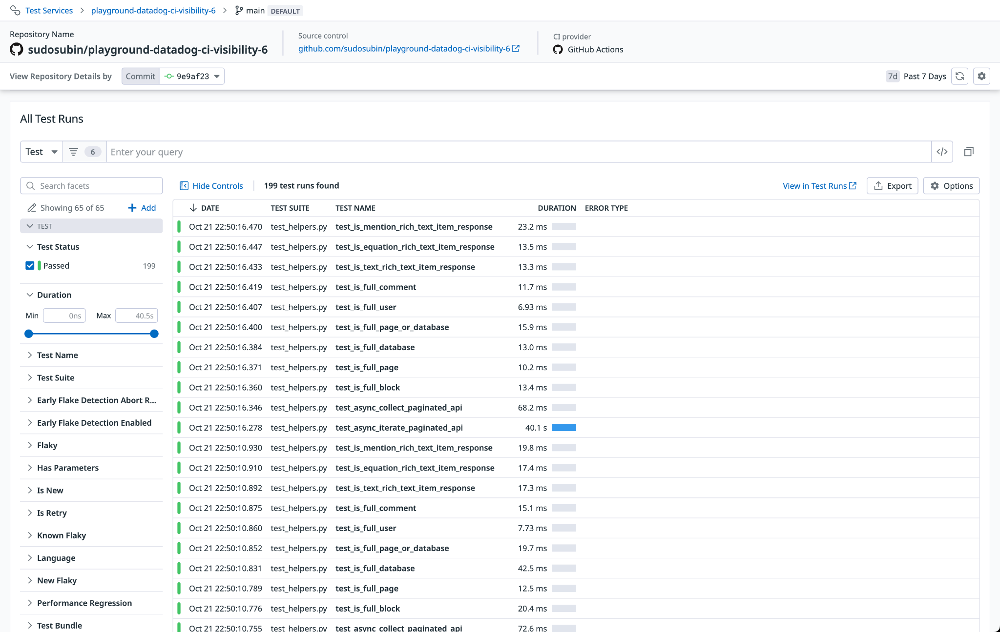 Test Services > playground-datadog-ci-visibility-6 > main DEFAULT
Repository Name
sudosubin/playground-datadog-ci-visibility-6
Source control
github.com/sudosubin/playground-datadog-ci-visibility-6
CI provider
GitHub Actions
View Repository Details by Commit 9e9af23
7d Past 7 Days
All Test Runs
Test 6 Enter your query </>
Search facets
Showing 65 of 65 + Add
TEST
Test Status
Passed 199
Duration
Min 0ns Max 40.5s
Test Name
Test Suite
Early Flake Detection Abort R...
Early Flake Detection Enabled
Flaky
Has Parameters
Is New
Is Retry
Known Flaky
Language
New Flaky
Performance Regression
Test Bundle
Hide Controls 199 test runs found View in Test Runs Export Options
DATE TEST SUITE TEST NAME DURATION ERROR TYPE
Oct 21 22:50:16.470 test_helpers.py test_is_mention_rich_text_item_response 23.2 ms
Oct 21 22:50:16.447 test_helpers.py test_is_equation_rich_text_item_response 13.5 ms
Oct 21 22:50:16.433 test_helpers.py test_is_text_rich_text_item_response 13.3 ms
Oct 21 22:50:16.419 test_helpers.py test_is_full_comment 11.7 ms
Oct 21 22:50:16.407 test_helpers.py test_is_full_user 6.93 ms
Oct 21 22:50:16.400 test_helpers.py test_is_full_page_or_database 15.9 ms
Oct 21 22:50:16.384 test_helpers.py test_is_full_database 13.0 ms
Oct 21 22:50:16.371 test_helpers.py test_is_full_page 10.2 ms
Oct 21 22:50:16.360 test_helpers.py test_is_full_block 13.4 ms
Oct 21 22:50:16.346 test_helpers.py test_async_collect_paginated_api 68.2 ms
Oct 21 22:50:16.278 test_helpers.py test_async_iterate_paginated_api 40.1 s
Oct 21 22:50:10.930 test_helpers.py test_is_mention_rich_text_item_response 19.8 ms
Oct 21 22:50:10.910 test_helpers.py test_is_equation_rich_text_item_response 17.4 ms
Oct 21 22:50:10.892 test_helpers.py test_is_text_rich_text_item_response 17.3 ms
Oct 21 22:50:10.875 test_helpers.py test_is_full_comment 15.1 ms
Oct 21 22:50:10.860 test_helpers.py test_is_full_user 7.73 ms
Oct 21 22:50:10.852 test_helpers.py test_is_full_page_or_database 19.7 ms
Oct 21 22:50:10.831 test_helpers.py test_is_full_database 42.5 ms
Oct 21 22:50:10.789 test_helpers.py test_is_full_page 12.5 ms
Oct 21 22:50:10.776 test_helpers.py test_is_full_block 20.4 ms
Oct 21 22:50:10.755 test_helpers.py test_async_collect_paginated_api 72.6 ms